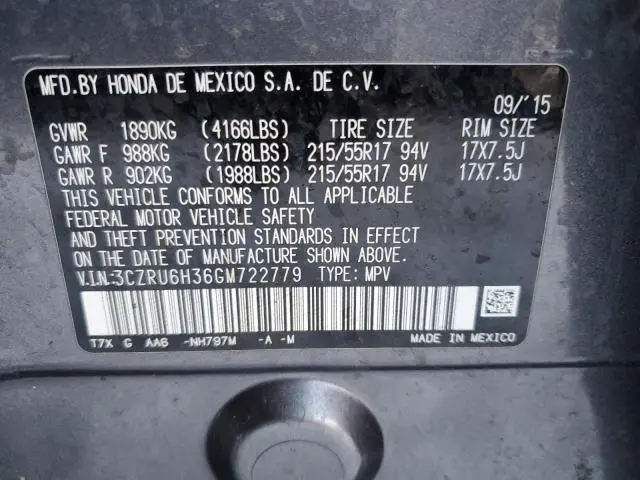 MFD.BY HONDA DE MEXICO S.A. DE C.V.
09/'15
GVWR 1890KG (4166LBS) TIRE SIZE RIM SIZE
GAWR F 988KG (2178LBS) 215/55R17 94V 17X7.5J
GAWR R 902KG (1988LBS) 215/55R17 94V 17X7.5J
THIS VEHICLE CONFORMS TO ALL APPLICABLE
FEDERAL MOTOR VEHICLE SAFETY
AND THEFT PREVENTION STANDARDS IN EFFECT
ON THE DATE OF MANUFACTURE SHOWN ABOVE.
V.I.N:3CZRU6H36GM722779 TYPE: MPV
T7X G AA6 -NH797M -A -M MADE IN MEXICO